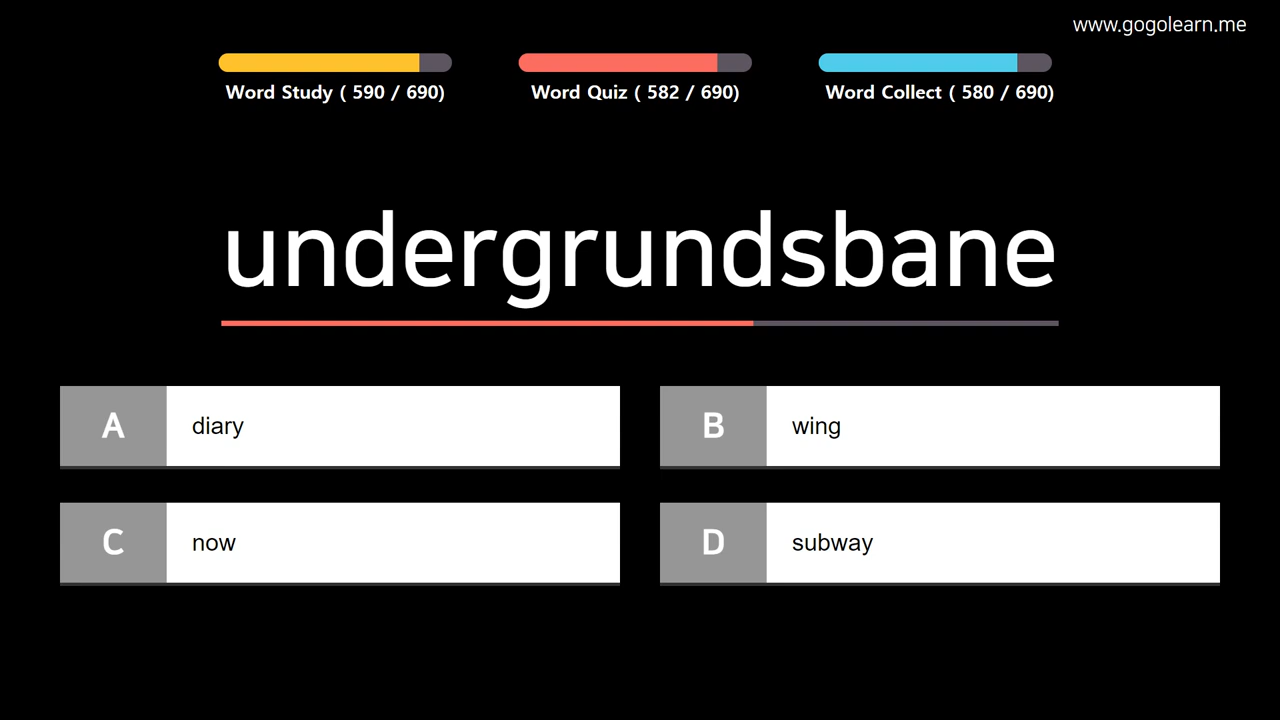 www.gogolearn.me
Word Study ( 590 / 690)
Word Quiz ( 582 / 690)
Word Collect ( 580 / 690)
undergrundsbane
A diary
B wing
C now
D subway